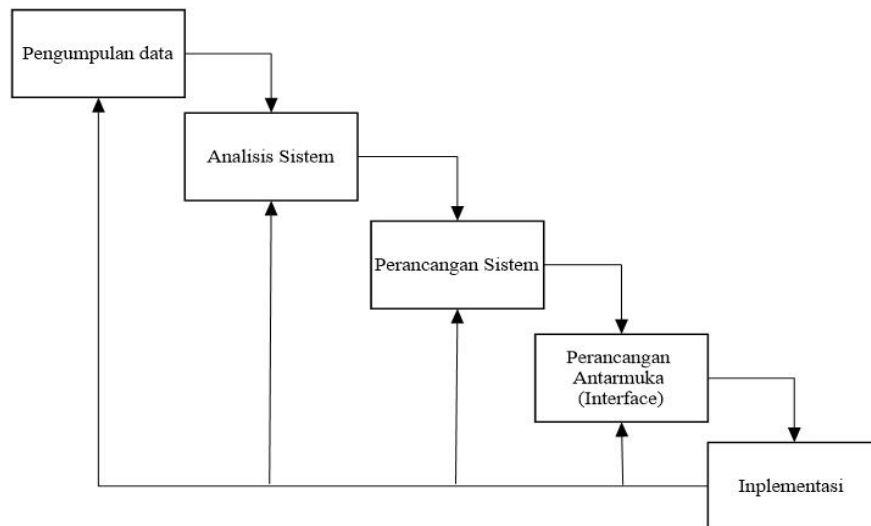 Pengumpulan data
Analisis Sistem
Perancangan Sistem
Perancangan
Antarmuka
(Interface)
Inplementasi